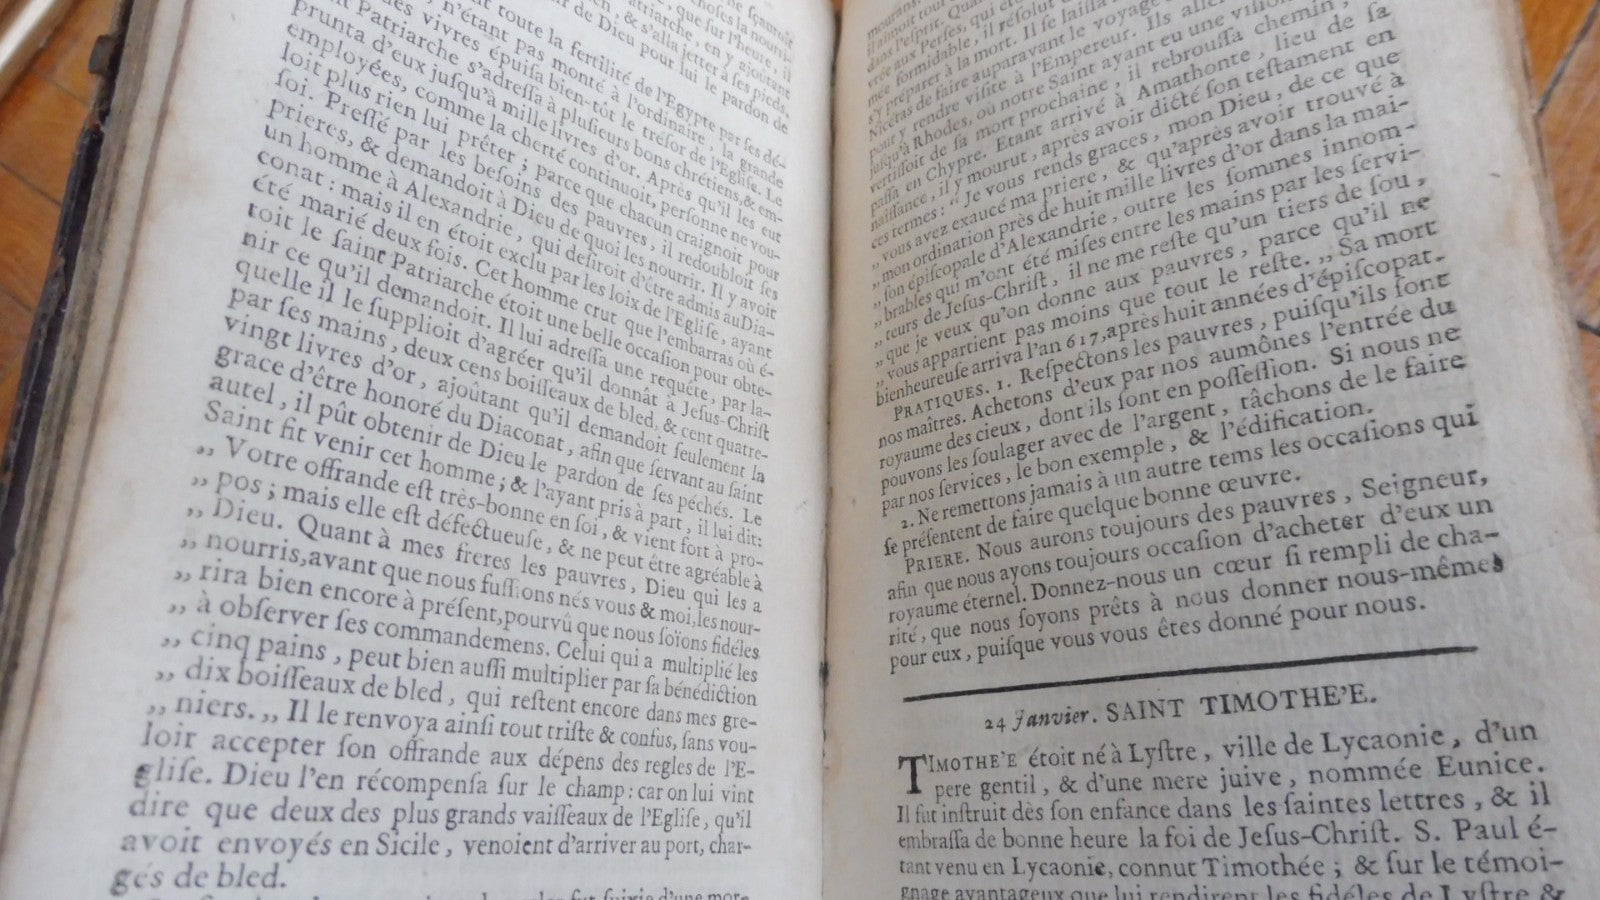 toute la fertilité de l'Egypte par ses dé-
n'étant pas monté à l'ordinaire, la grande
des vivres épuisa bien-tôt le trésor de l'Eglise. Le
Patriarche s'adressa à plusieurs bons chrétiens, & em-
prunta d'eux jusqu'à mille livres d'or. Après qu'il les eut
employées, comme la cherté continuoit, personne ne vou-
loit plus rien lui prêter; parce que chacun craignoit pour
soi. Pressé par les besoins des pauvres, il redoubloit ses
prieres, & demandoit à Dieu de quoi les nourrir. Il y avoit
un homme à Alexandrie, qui desiroit d'être admis au Dia-
conat: mais il en étoit exclu par les loix de l'Eglise, ayant
été marié deux fois. Cet homme crut que l'embarras où é-
toit le saint Patriarche étoit une belle occasion pour obte-
nir ce qu'il demandoit. Il lui adressa une requête, par la-
quelle il le supplioit d'agréer qu'il donnât à Jesus-Christ
par ses mains, deux cens boisseaux de bled, & cent quatre-
vingt livres d'or, ajoûtant qu'il demandoit seulement la
grace d'être honoré du Diaconat, afin que servant au saint
autel, il pût obtenir de Dieu le pardon de ses péchés. Le
Saint fit venir cet homme; & l'ayant pris à part, il lui dit:
„ Votre offrande est très-bonne en soi, & vient fort à pro-
„ pos; mais elle est défectueuse, & ne peut être agréable à
„ Dieu. Quant à mes freres les pauvres, Dieu qui les a
„ nourris, avant que nous fussions nés vous & moi, les nour-
„ rira bien encore à présent, pourvû que nous soïons fidéles
„ à observer ses commandemens. Celui qui a multiplié les
„ cinq pains, peut bien aussi multiplier par sa bénédiction
„ dix boisseaux de bled, qui restent encore dans mes gre-
„ niers. „ Il le renvoya ainsi tout triste & confus, sans vou-
loir accepter son offrande aux dépens des regles de l'E-
glise. Dieu l'en récompensa sur le champ: car on lui vint
dire que deux des plus grands vaisseaux de l'Eglise, qu'il
avoit envoyés en Sicile, venoient d'arriver au port, char-
gés de bled.
fut suivie d'une mor-
mée formidable, il résolut
s'y préparer à la mort. Il se laissa
Nicétas de faire auparavant le voyage
pour y rendre visite à l'Empereur. Ils
jusqu'à Rhodes, où notre Saint ayant eu une vision
vertissoit de sa mort prochaine, il rebroussa chemin,
passa en Chypre. Etant arrivé à Amathonte, lieu de sa
naissance, il y mourut, après avoir dicté son testament en
ces termes: „ Je vous rends graces, mon Dieu, de ce que
„ vous avez exaucé ma priere, & qu'après avoir trouvé à
„ mon ordination près de huit mille livres d'or dans la mai-
„ son épiscopale d'Alexandrie, outre les sommes innom-
„ brables qui m'ont été mises entre les mains par les servi-
„ teurs de Jesus-Christ, il ne me reste qu'un tiers de sou,
„ que je veux qu'on donne aux pauvres, parce qu'il ne
„ vous appartient pas moins que tout le reste. „ Sa mort
bienheureuse arriva l'an 617, après huit années d'épiscopat.
PRATIQUES. 1. Respectons les pauvres, puisqu'ils sont
nos maîtres. Achetons d'eux par nos aumônes l'entrée du
royaume des cieux, dont ils sont en possession. Si nous ne
pouvons les soulager avec de l'argent, tâchons de le faire
par nos services, le bon exemple, & l'édification.
2. Ne remettons jamais à un autre tems les occasions qui
se présentent de faire quelque bonne œuvre.
PRIERE. Nous aurons toujours des pauvres, Seigneur,
afin que nous ayons toujours occasion d'acheter d'eux un
royaume éternel. Donnez-nous un cœur si rempli de cha-
rité, que nous soyons prêts à nous donner nous-mêmes
pour eux, puisque vous vous êtes donné pour nous.
24 Janvier. SAINT TIMOTHE'E.
TIMOTHE'E étoit né à Lystre, ville de Lycaonie, d'un
pere gentil, & d'une mere juive, nommée Eunice.
Il fut instruit dès son enfance dans les saintes lettres, & il
embrassa de bonne heure la foi de Jesus-Christ. S. Paul é-
tant venu en Lycaonie, connut Timothée; & sur le témoi-
gnage avantageux que lui rendirent les fidéles de Lystre &